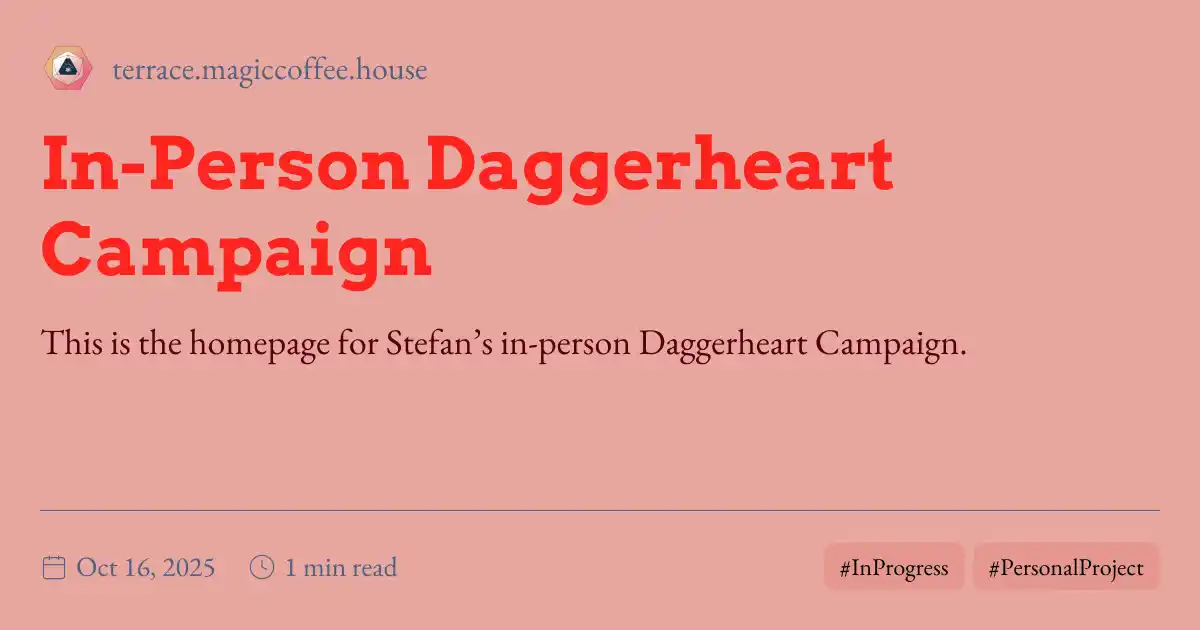 terrace.magiccoffee.house
In-Person Daggerheart
Campaign
This is the homepage for Stefan’s in-person Daggerheart Campaign.
Oct 16, 2025
1 min read
#InProgress
#PersonalProject